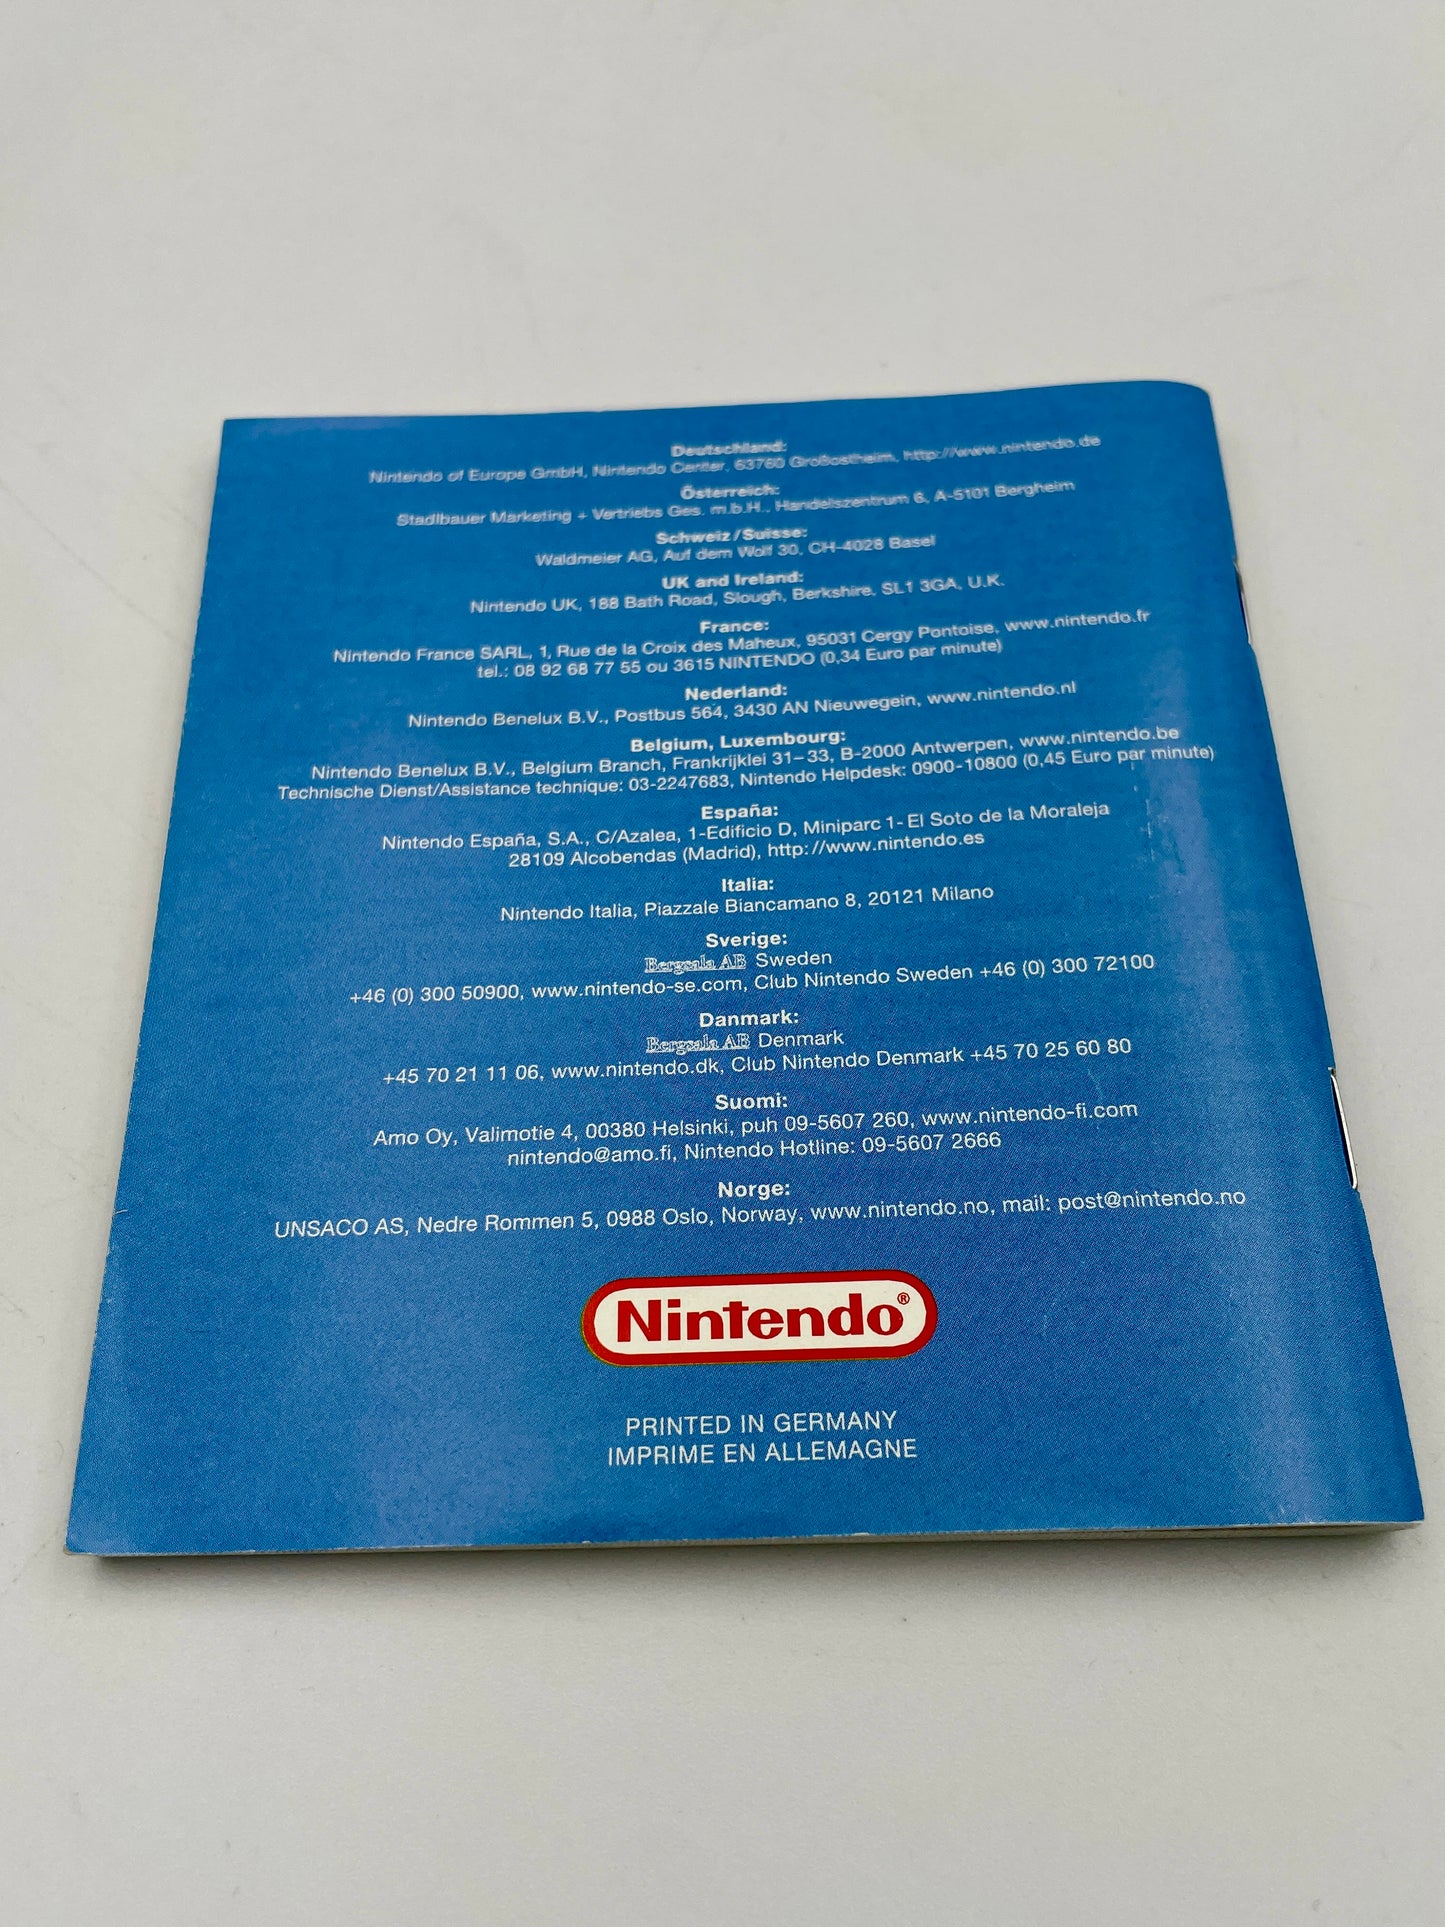 Deutschland:
Nintendo of Europe GmbH, Nintendo Center, 63760 Großostheim, http://www.nintendo.de
Österreich:
Stadlbauer Marketing + Vertriebs Ges. m.b.H., Handelszentrum 6, A-5101 Bergheim
Schweiz/Suisse:
Waldmeier AG, Auf dem Wolf 30, CH-4028 Basel
UK and Ireland:
Nintendo UK, 188 Bath Road, Slough, Berkshire, SL1 3GA, U.K.
France:
Nintendo France SARL, 1, Rue de la Croix des Maheux, 95031 Cergy Pontoise, www.nintendo.fr
tel.: 08 92 68 77 55 ou 3615 NINTENDO (0,34 Euro par minute)
Nederland:
Nintendo Benelux B.V., Postbus 564, 3430 AN Nieuwegein, www.nintendo.nl
Belgium, Luxembourg:
Nintendo Benelux B.V., Belgium Branch, Frankrijklei 31-33, B-2000 Antwerpen, www.nintendo.be
Technische Dienst/Assistance technique: 03-2247683, Nintendo Helpdesk: 0900-10800 (0,45 Euro par minute)
España:
Nintendo España, S.A., C/Azalea, 1-Edificio D, Miniparc 1-El Soto de la Moraleja
28109 Alcobendas (Madrid), http://www.nintendo.es
Italia:
Nintendo Italia, Piazzale Biancamano 8, 20121 Milano
Sverige:
Bergsala AB Sweden
+46 (0) 300 50900, www.nintendo-se.com, Club Nintendo Sweden +46 (0) 300 72100
Danmark:
Bergsala AB Denmark
+45 70 21 11 06, www.nintendo.dk, Club Nintendo Denmark +45 70 25 60 80
Suomi:
Amo Oy, Valimotie 4, 00380 Helsinki, puh 09-5607 260, www.nintendo-fi.com
nintendo@amo.fi, Nintendo Hotline: 09-5607 2666
Norge:
UNSACO AS, Nedre Rommen 5, 0988 Oslo, Norway, www.nintendo.no, mail: post@nintendo.no
Nintendo®
PRINTED IN GERMANY
IMPRIME EN ALLEMAGNE